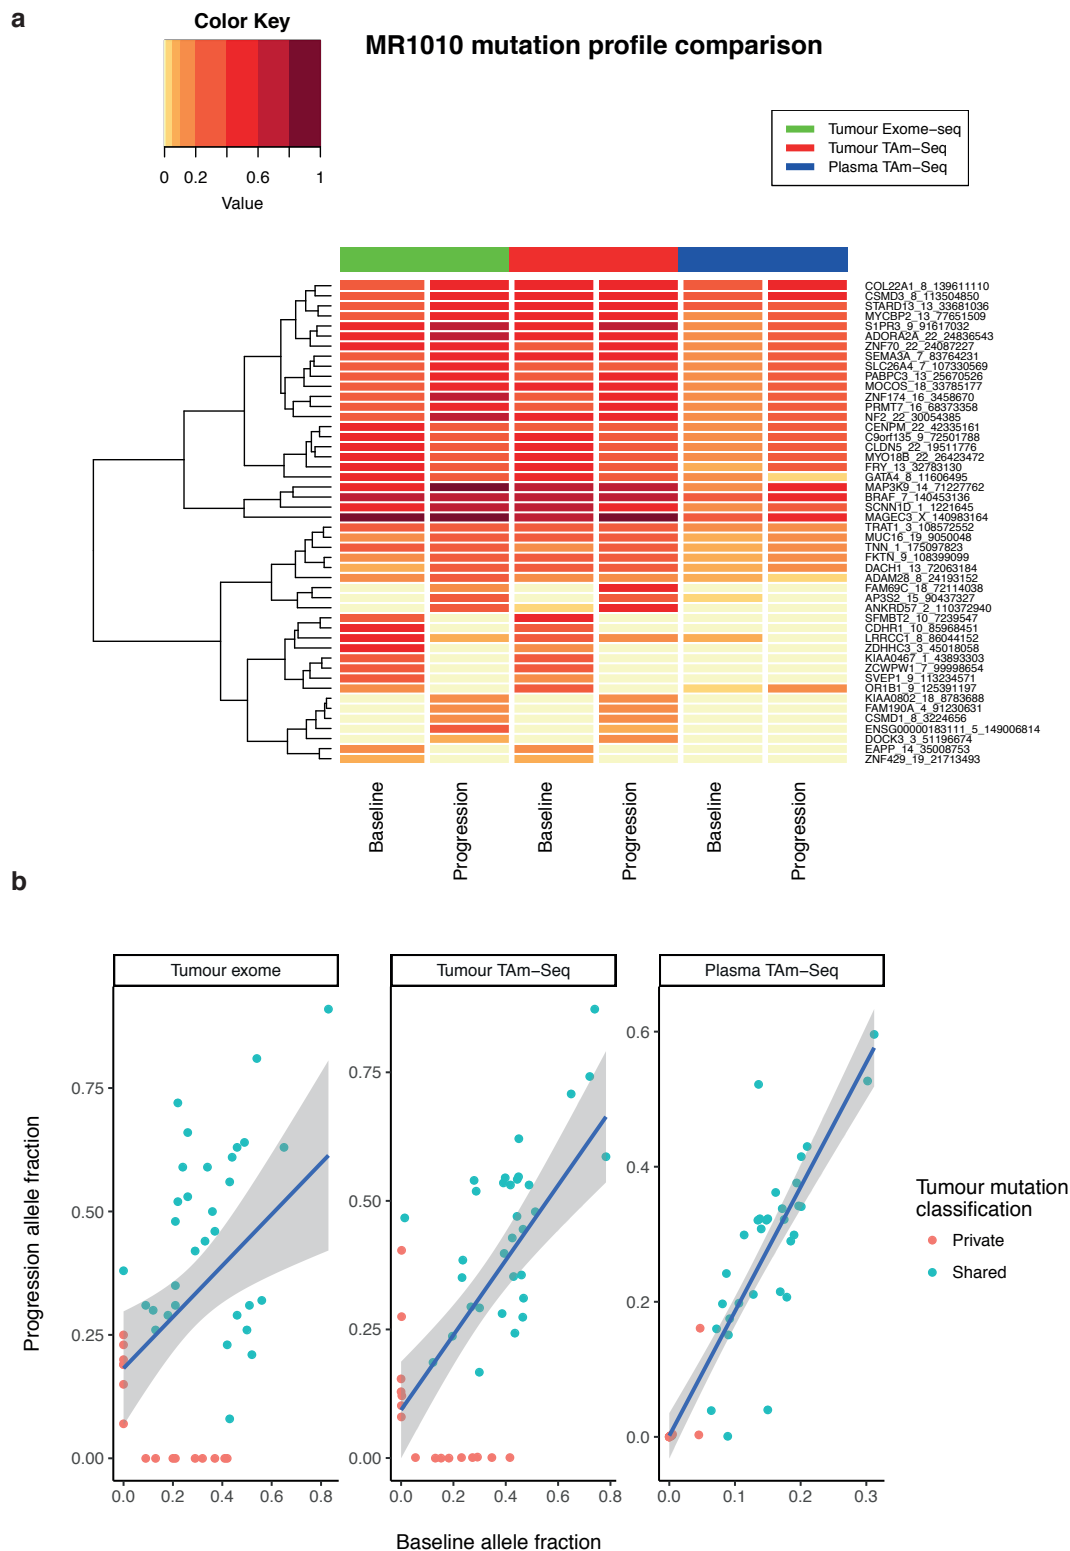 a
Color Key
MR1010 mutation profile comparison
0 0.2 0.6 1
Value
Tumour Exome-seq
Tumour TAm-Seq
Plasma TAm-Seq
COL22A1_8_139611110
CSMD3_8_113504850
STARD13_13_33681036
MYCBP2_13_77651509
S1PR3_9_91617032
ADORA2A_22_24836543
ZNF70_22_24087227
SEMA3A_7_83764231
SLC26A4_7_107330569
PABPC3_13_25670526
MOCOS_18_33785177
ZNF174_16_3458670
PRMT7_16_68373358
NF2_22_30054385
CENPM_22_42335161
C9orf135_9_72501788
CLDN5_22_19511776
MYO18B_22_26423472
FRY_13_32783130
GATA4_8_11606495
MAP3K9_14_71227762
BRAF_7_140453136
SCNN1D_1_1221645
MAGEC3_X_140983164
TRAT1_3_108572552
MUC16_19_9050048
TNN_1_175097823
FKTN_9_108399099
DACH1_13_72063184
ADAM28_8_24193152
FAM69C_18_72114038
AP3S2_15_90437327
ANKRD57_2_110372940
SFMBT2_10_7239547
CDHR1_10_85968451
LRRCC1_8_86044152
ZDHHC3_3_45018058
KIAA0467_1_43893303
ZCWPW1_7_99998654
SVEP1_9_113234571
OR1B1_9_125391197
KIAA0802_18_8783688
FAM190A_4_91230631
CSMD1_8_3224656
ENSG00000183111_5_149006814
DOCK3_3_51196674
EAPP_14_35008753
ZNF429_19_21713493
Baseline
Progression
Baseline
Progression
Baseline
Progression
b
Tumour exome
Tumour TAm-Seq
Plasma TAm-Seq
Progression allele fraction
0.75
0.50
0.25
0.00
0.0 0.2 0.4 0.6 0.8
0.75
0.50
0.25
0.00
0.0 0.2 0.4 0.6 0.8
0.6
0.4
0.2
0.0
0.0 0.1 0.2 0.3
Baseline allele fraction
Tumour mutation
classification
Private
Shared